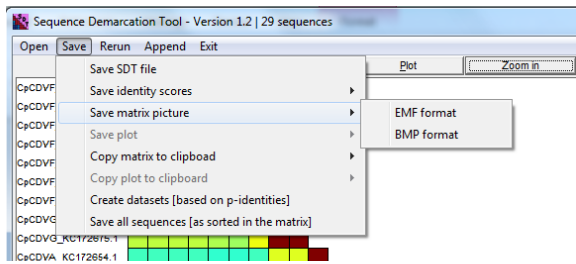 Sequence Demarcation Tool - Version 1.2 | 29 sequences
Open Save Rerun Append Exit
Plot Zoom in
Save SDT file
Save identity scores
Save matrix picture
EMF format
BMP format
Save plot
Copy matrix to clipboad
Copy plot to clipboard
Create datasets [based on p-identities]
Save all sequences [as sorted in the matrix]
CpCDVF
CpCDVF
CpCDVF
CpCDVF
CpCDVF
CpCDVF
CpCDVG
CpCDVG_KC172675.1
CpCDVA_KC172654.1